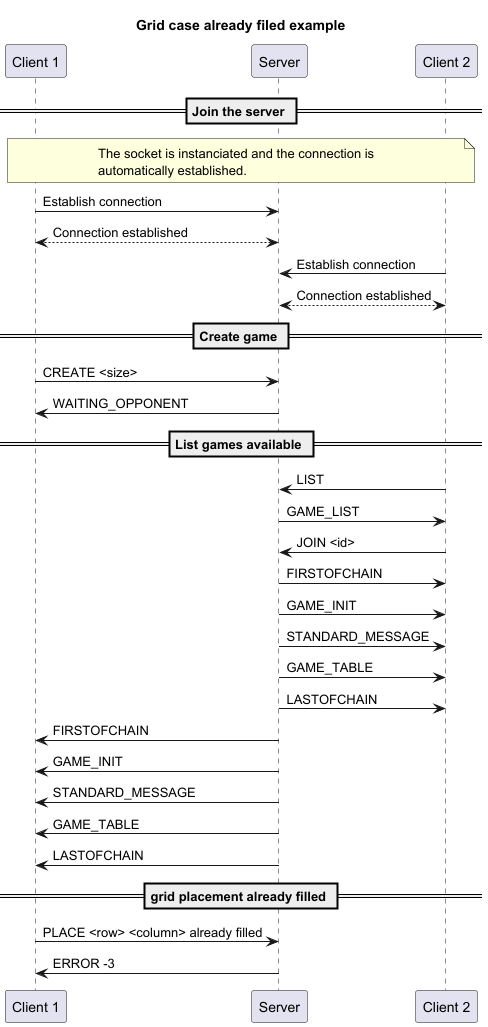 Grid case already filed example
Client 1
Server
Client 2
Join the server
The socket is instanciated and the connection is
automatically established.
Establish connection
Connection established
Establish connection
Connection established
Create game
CREATE <size>
WAITING_OPPONENT
List games available
LIST
GAME_LIST
JOIN <id>
FIRSTOFCHAIN
GAME_INIT
STANDARD_MESSAGE
GAME_TABLE
LASTOFCHAIN
FIRSTOFCHAIN
GAME_INIT
STANDARD_MESSAGE
GAME_TABLE
LASTOFCHAIN
grid placement already filled
PLACE <row> <column> already filled
ERROR -3
Client 1
Server
Client 2